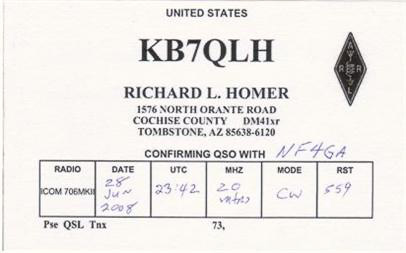 UNITED STATES
KB7QLH
ARRL
RICHARD L. HOMER
1576 NORTH ORANTE ROAD
COCHISE COUNTY DM41xr
TOMBSTONE, AZ 85638-6120
CONFIRMING QSO WITH NF4GA
RADIO DATE UTC MHZ MODE RST
ICOM 706MKII 28 Jun 2008 23:42 20 mtrs CW 559
Pse QSL Tnx 73,